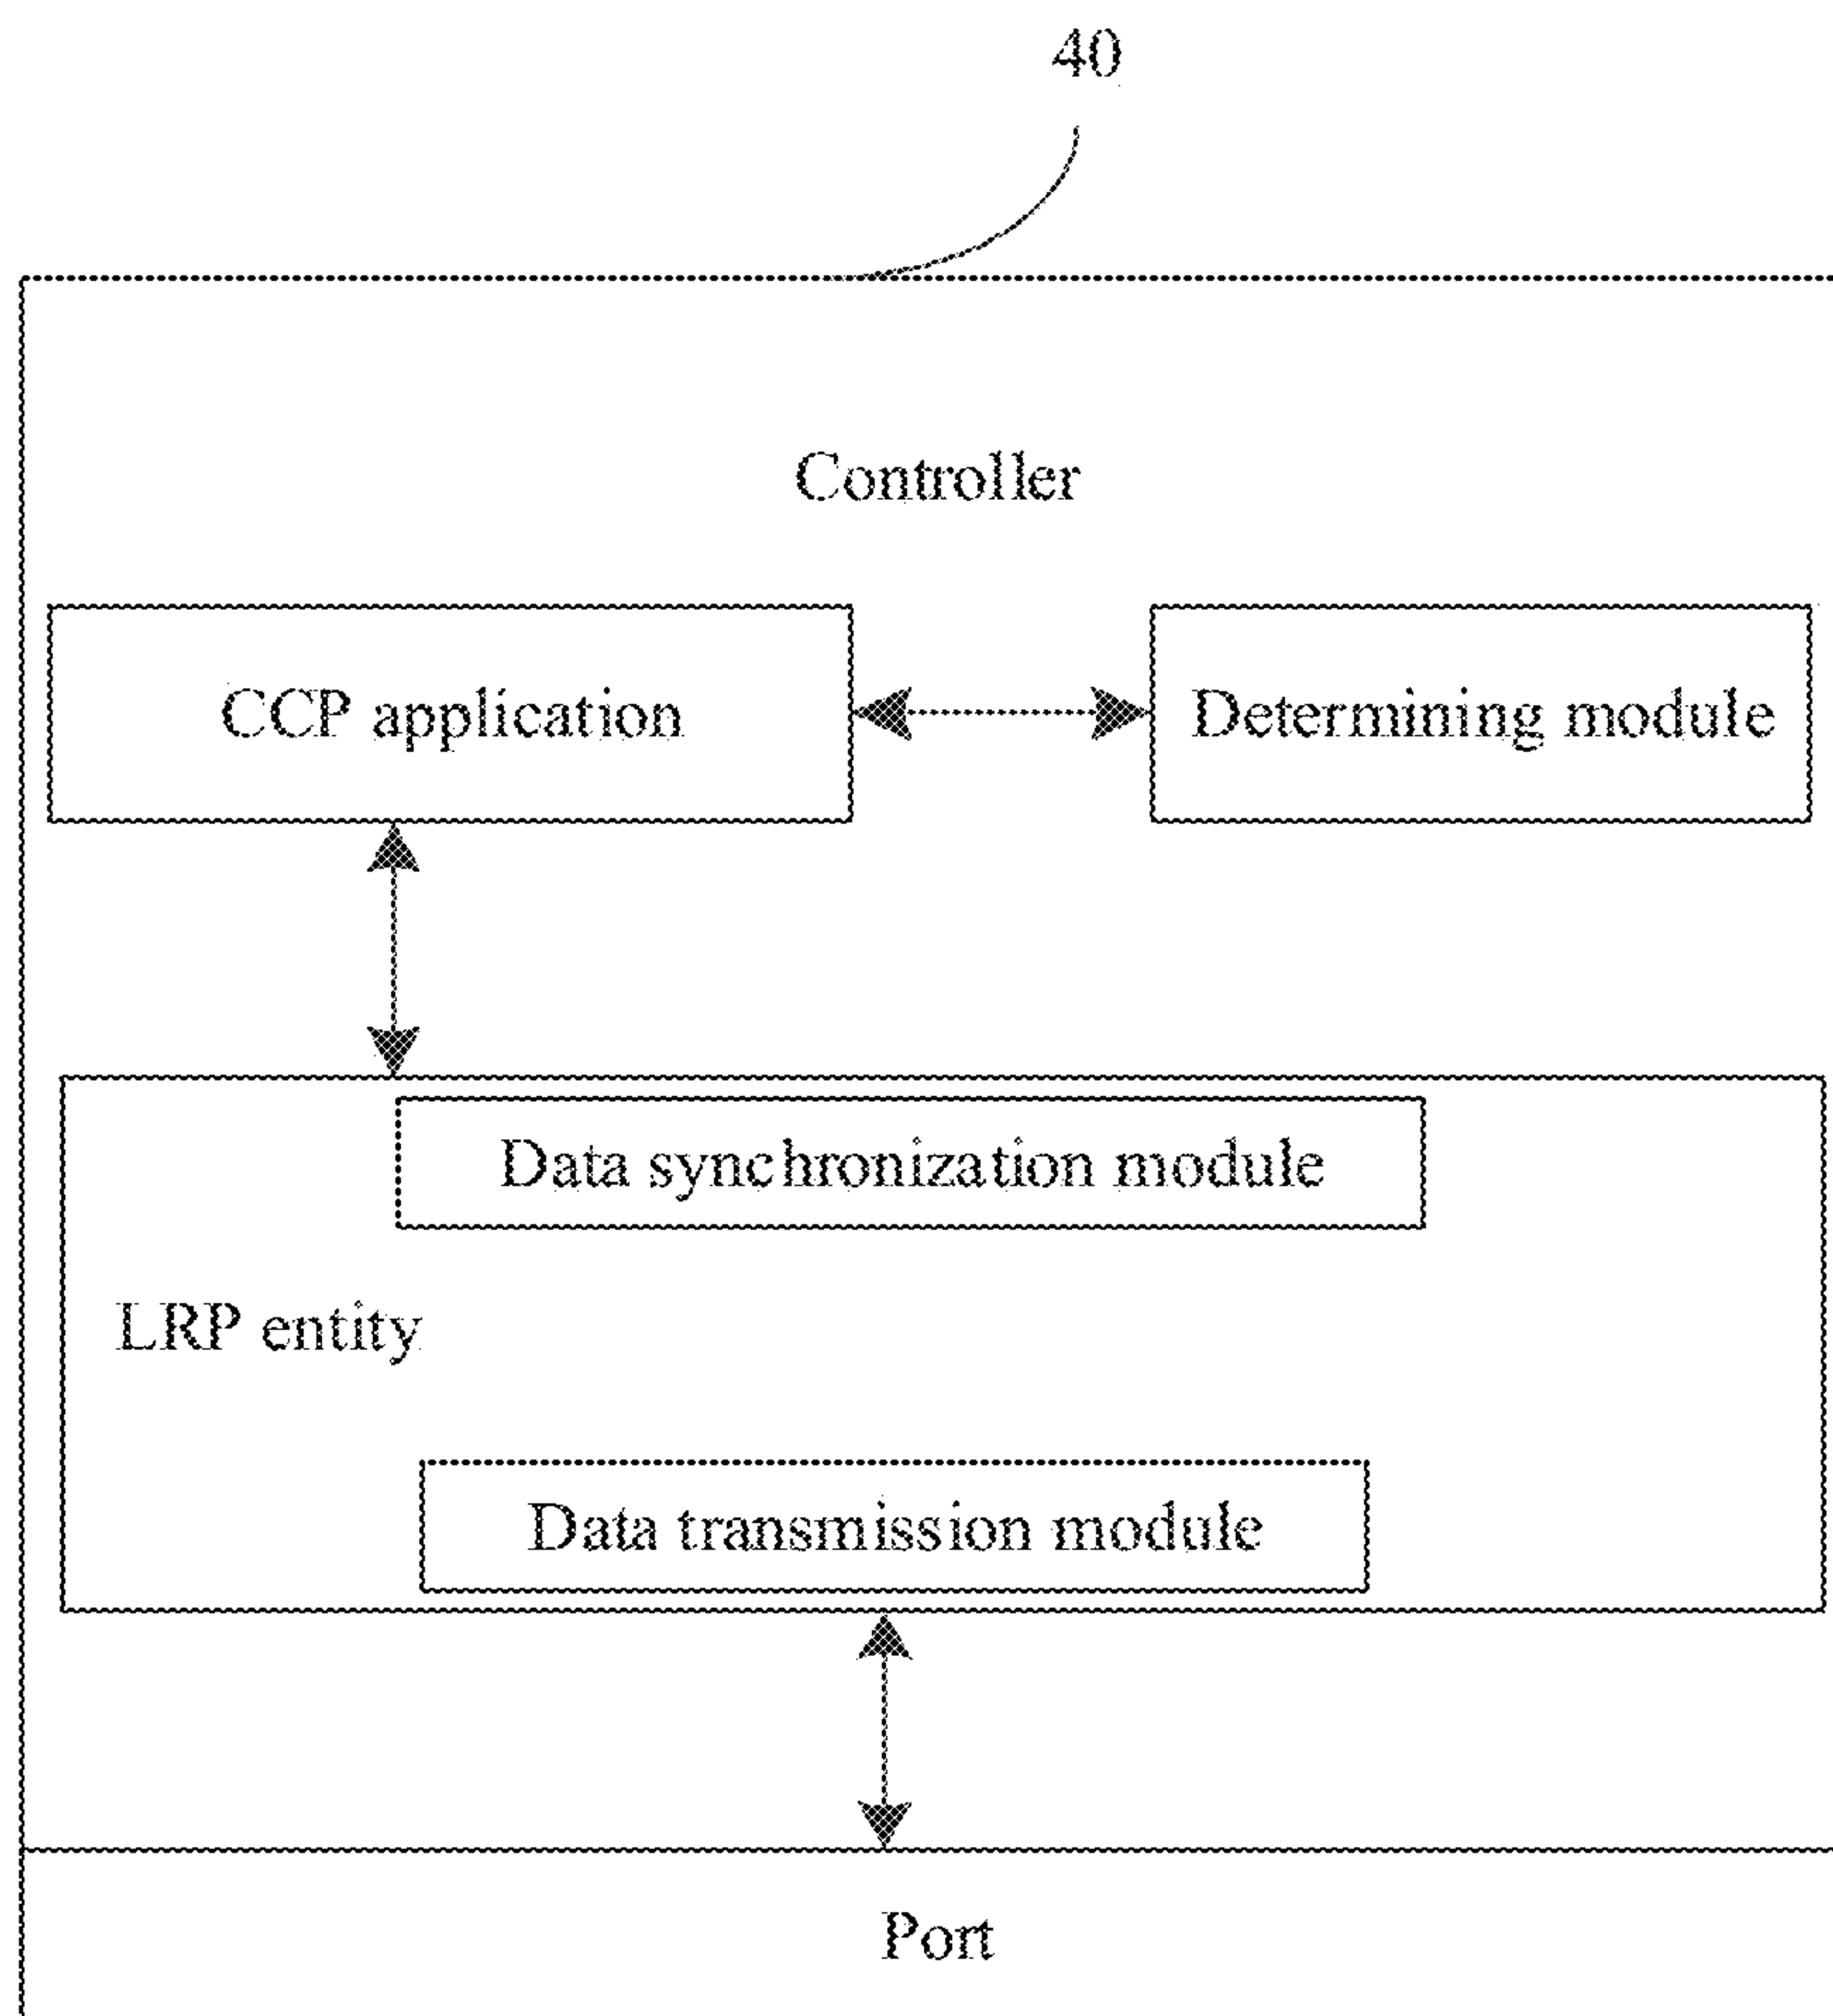 40
Controller
CCP application
Determining module
Data synchronization module
LRP entity
Data transmission module
Port